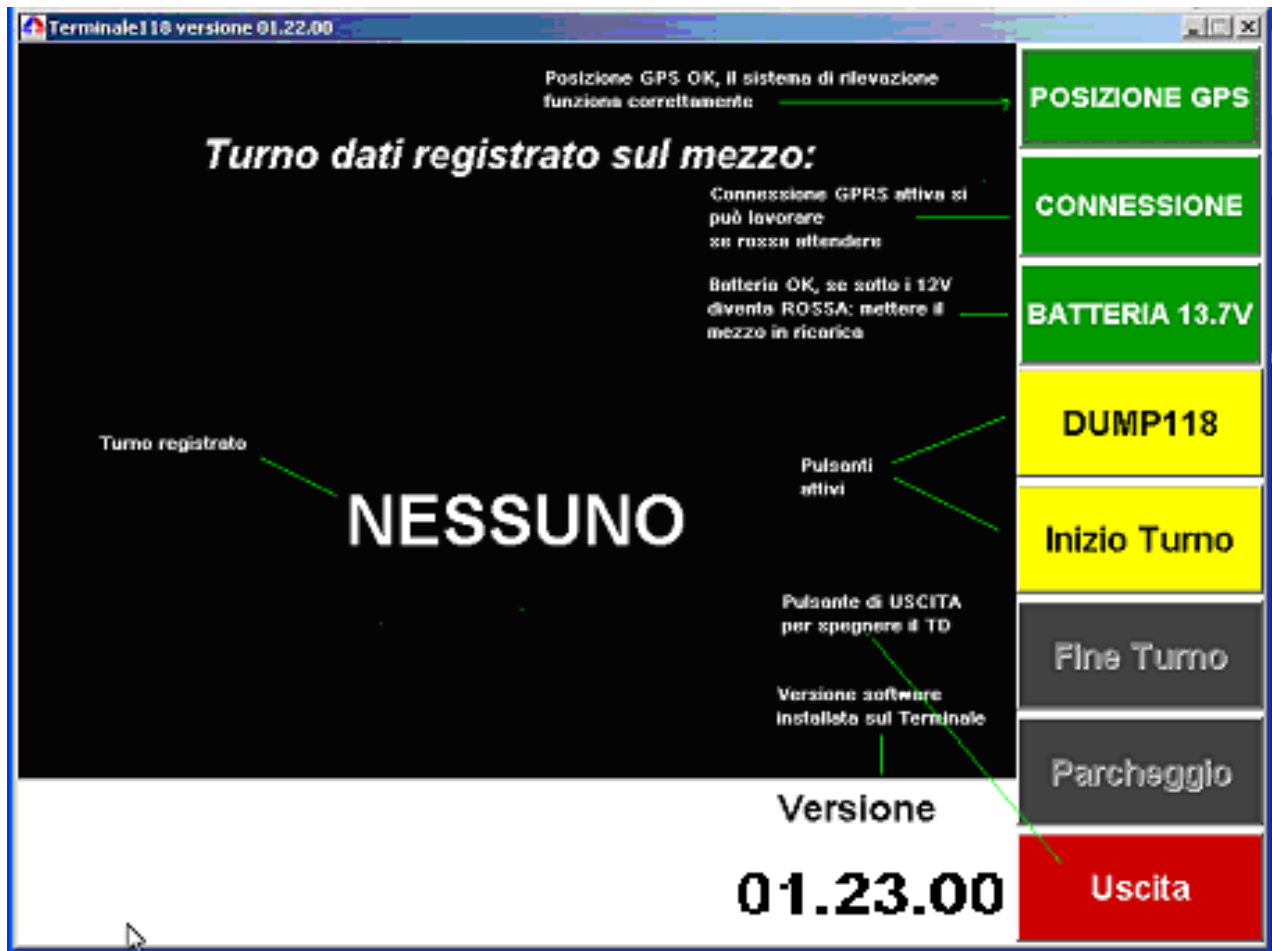 Terminale118 versione 01.22.00
Posizione GPS OK, il sistema di rilevazione
funziona correttamente
POSIZIONE GPS
Turno dati registrato sul mezzo:
Connessione GPRS attiva si
può lavorare
se rossa attendere
CONNESSIONE
Batteria OK, se sotto i 12V
diventa ROSSA: mettere il
mezzo in ricarica
BATTERIA 13.7V
DUMP118
Turno registrato
Pulsanti
attivi
NESSUNO
Inizio Turno
Pulsante di USCITA
per spegnere il TD
Fine Turno
Versione software
installata sul Terminale
Parcheggio
Versione
01.23.00
Uscita